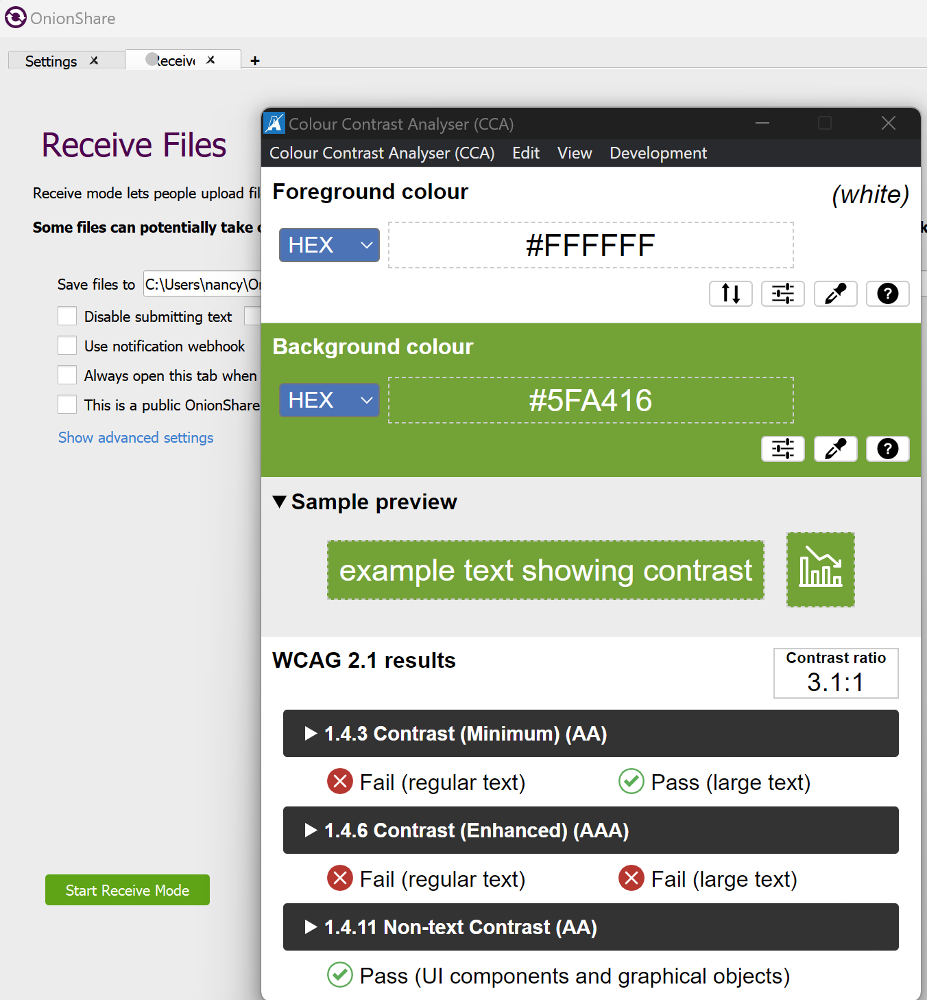 OnionShare
Settings
Receive
+
Receive Files
Receive mode lets people upload fil
Some files can potentially take
Save files to C:\Users\nancy\On
Disable submitting text
Use notification webhook
Always open this tab when
This is a public OnionShare
Show advanced settings
Start Receive Mode
Colour Contrast Analyser (CCA)
Colour Contrast Analyser (CCA) Edit View Development
Foreground colour (white)
HEX #FFFFFF
Background colour
HEX #5FA416
Sample preview
example text showing contrast
WCAG 2.1 results
Contrast ratio
3.1:1
1.4.3 Contrast (Minimum) (AA)
Fail (regular text) Pass (large text)
1.4.6 Contrast (Enhanced) (AAA)
Fail (regular text) Fail (large text)
1.4.11 Non-text Contrast (AA)
Pass (UI components and graphical objects)